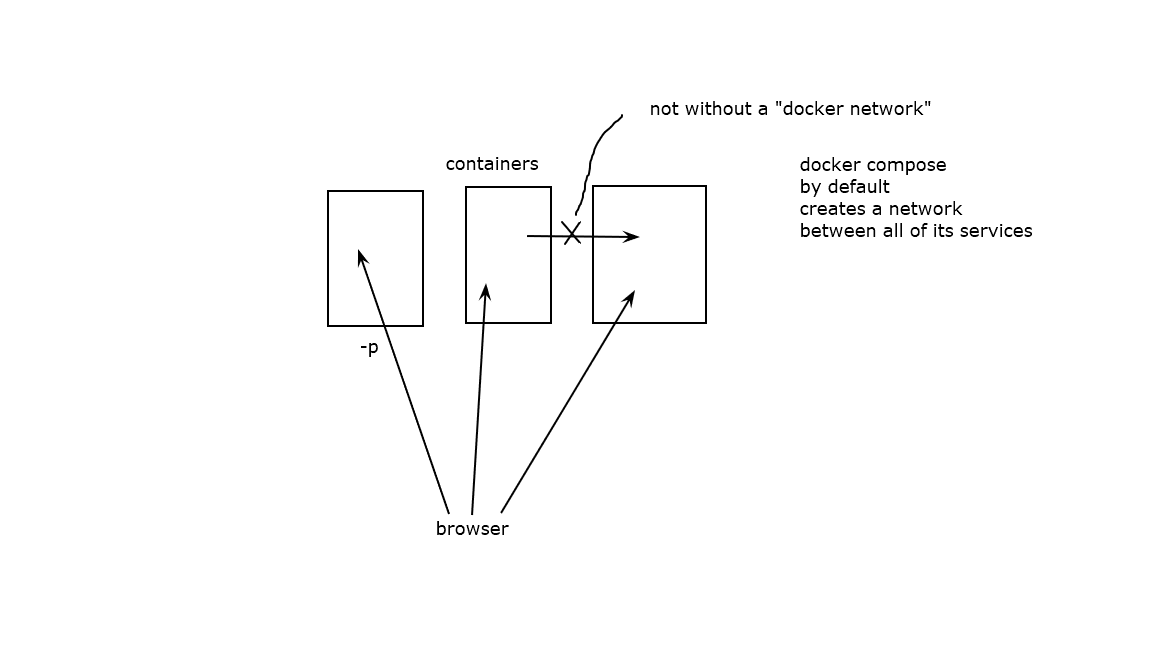 not without a "docker network"
containers
docker compose
by default
creates a network
between all of its services
-p
browser